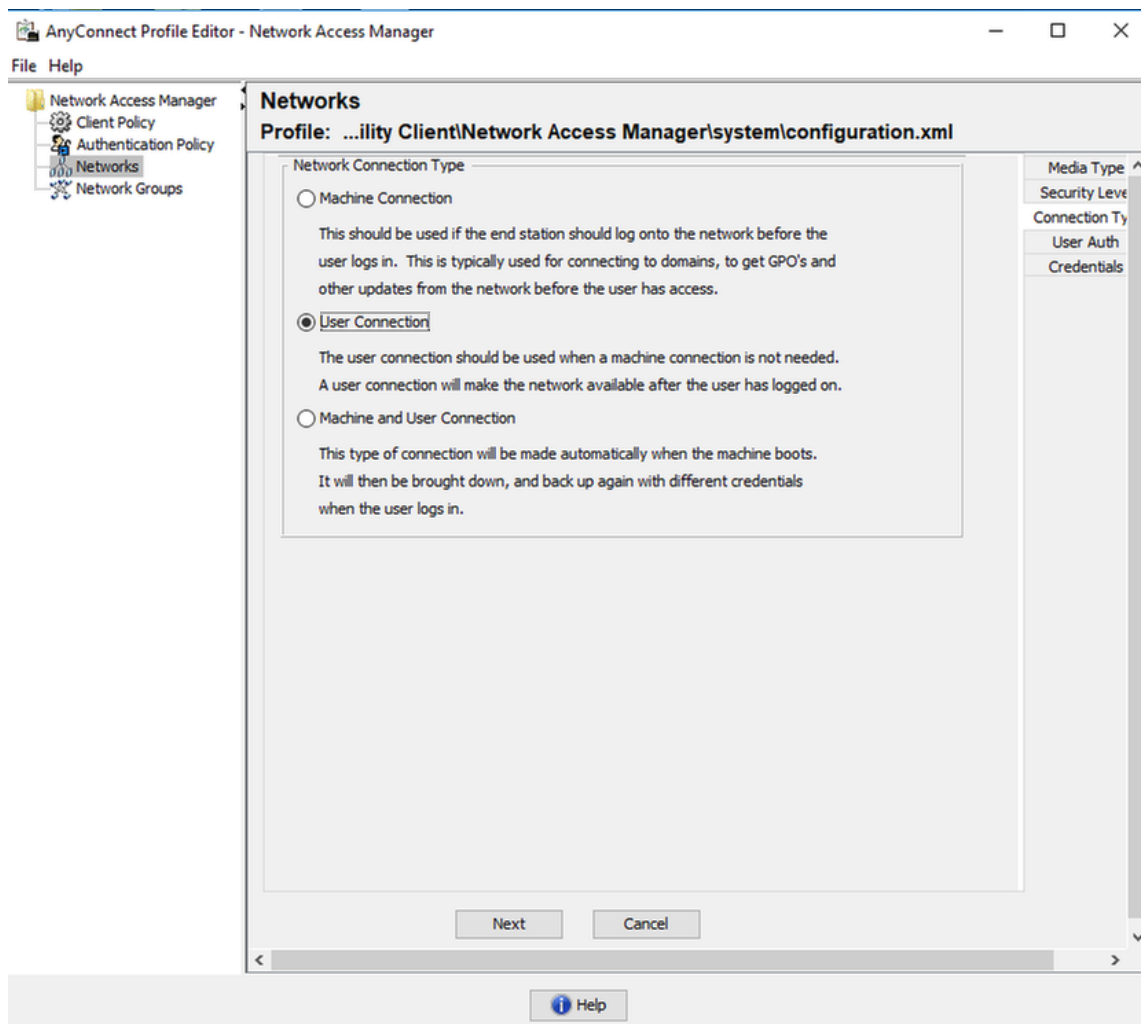 AnyConnect Profile Editor - Network Access Manager
File Help
Network Access Manager
Client Policy
Authentication Policy
Networks
Network Groups
Networks
Profile: ...ility Client\Network Access Manager\system\configuration.xml
Network Connection Type
Machine Connection
This should be used if the end station should log onto the network before the
user logs in. This is typically used for connecting to domains, to get GPO's and
other updates from the network before the user has access.
User Connection
The user connection should be used when a machine connection is not needed.
A user connection will make the network available after the user has logged on.
Machine and User Connection
This type of connection will be made automatically when the machine boots.
It will then be brought down, and back up again with different credentials
when the user logs in.
Media Type
Security Leve
Connection Ty
User Auth
Credentials
Next Cancel
Help